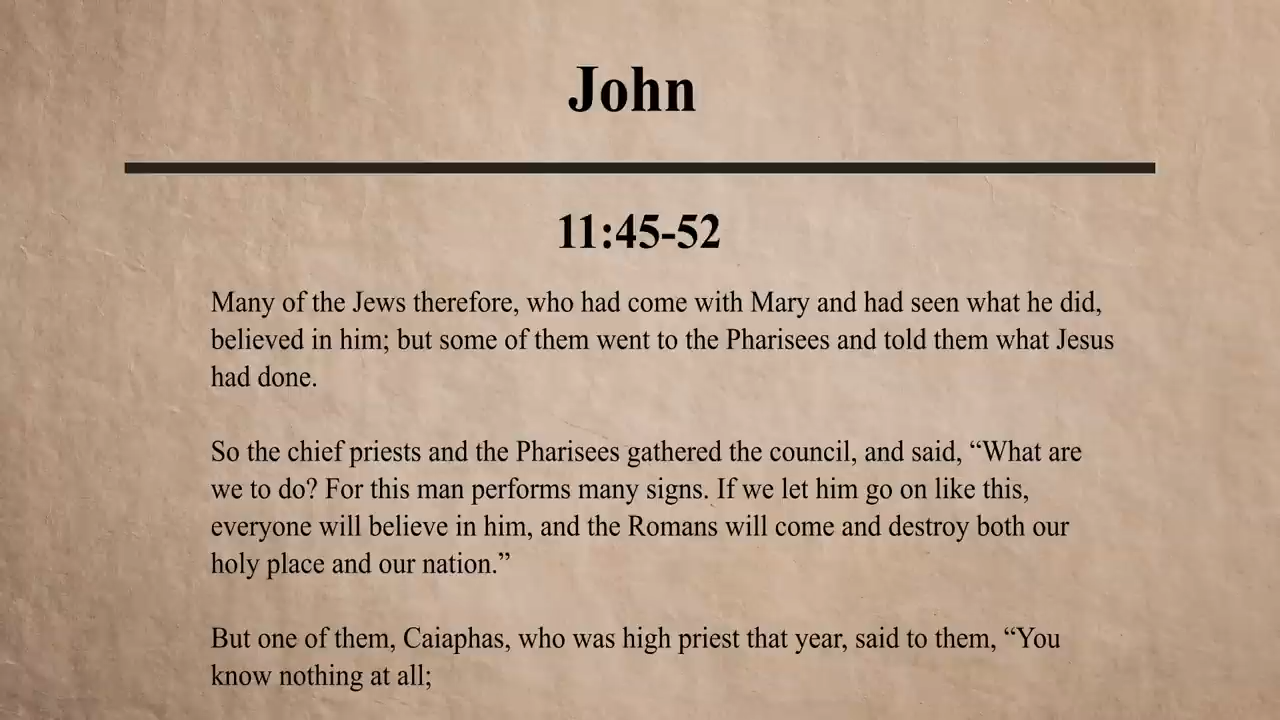 John
11:45-52
Many of the Jews therefore, who had come with Mary and had seen what he did,
believed in him; but some of them went to the Pharisees and told them what Jesus
had done.
So the chief priests and the Pharisees gathered the council, and said, “What are
we to do? For this man performs many signs. If we let him go on like this,
everyone will believe in him, and the Romans will come and destroy both our
holy place and our nation.”
But one of them, Caiaphas, who was high priest that year, said to them, “You
know nothing at all;